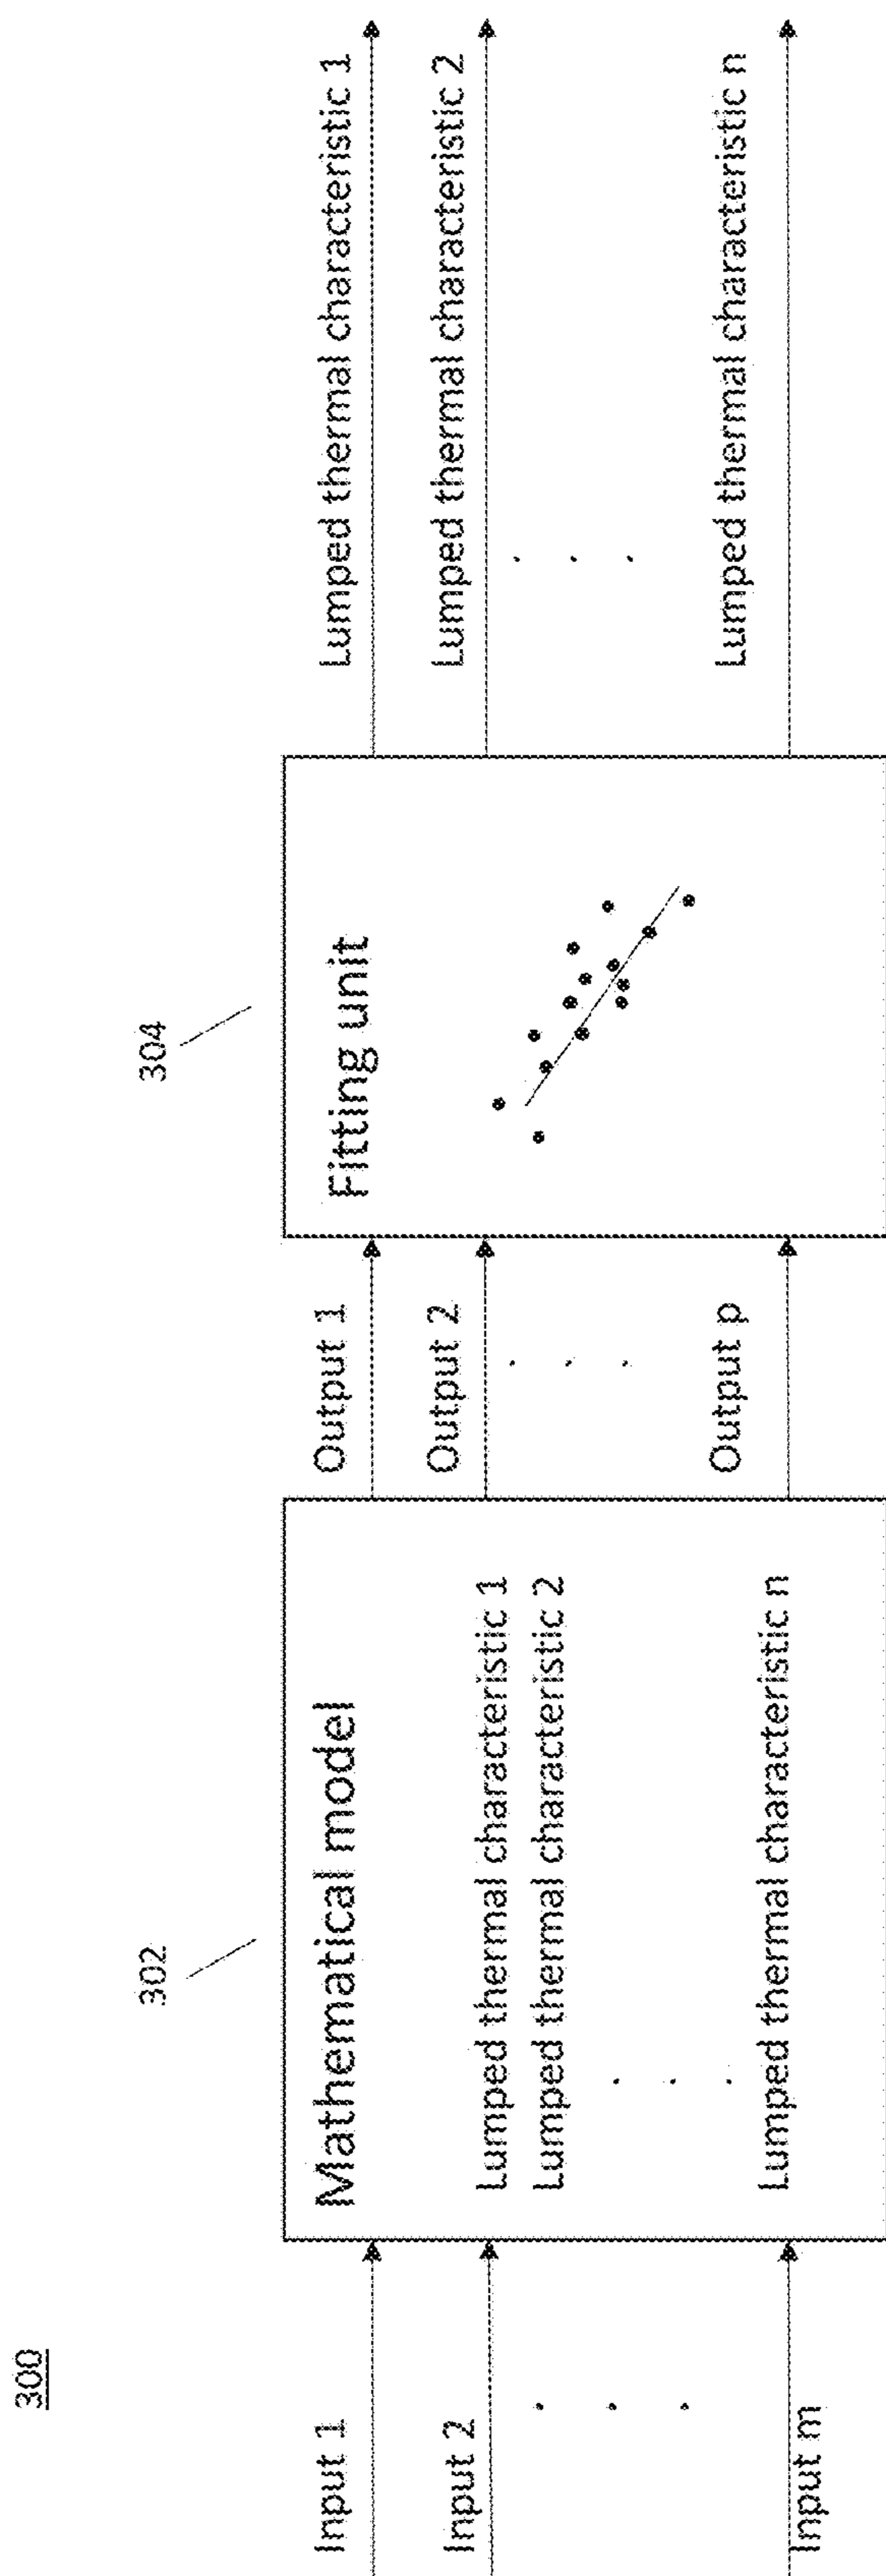 300
302
304
Input 1
Input 2
Input m
Mathematical model
Lumped thermal characteristic 1
Lumped thermal characteristic 2
Lumped thermal characteristic n
Output 1
Output 2
Output p
Fitting unit
Lumped thermal characteristic 1
Lumped thermal characteristic 2
Lumped thermal characteristic n